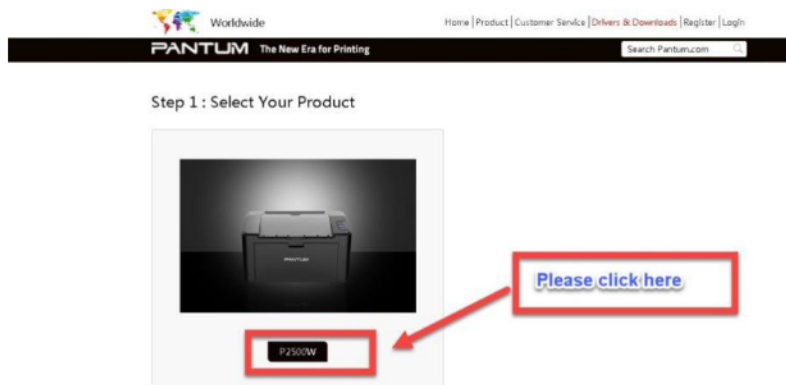 Worldwide
Home | Product | Customer Service | Drivers & Downloads | Register | Login
PANTUM The New Era for Printing
Search Pantum.com
Step 1 : Select Your Product
PANTUM
Please click here
P2500W